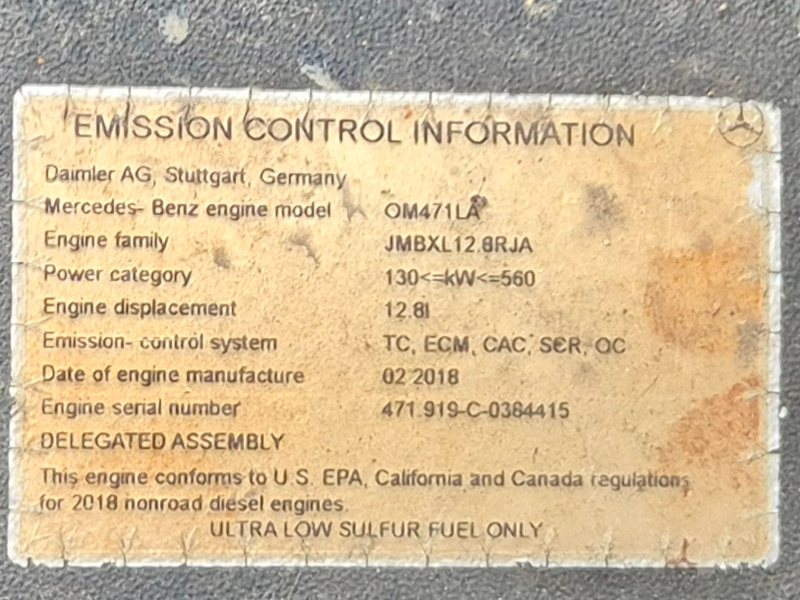 EMISSION CONTROL INFORMATION
Daimler AG, Stuttgart, Germany
Mercedes- Benz engine model OM471LA
Engine family JMBXL12.8RJA
Power category 130<=kW<=560
Engine displacement 12.8l
Emission- control system TC, ECM, CAC, SCR, OC
Date of engine manufacture 02 2018
Engine serial number 471.919-C-0384415
DELEGATED ASSEMBLY
This engine conforms to U.S. EPA, California and Canada regulations
for 2018 nonroad diesel engines.
ULTRA LOW SULFUR FUEL ONLY